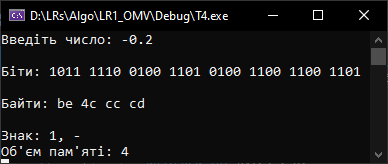 D:\LRs\Algo\LR1_OMV\Debug\T4.exe
Введіть число: -0.2
Біти: 1011 1110 0100 1101 0100 1100 1100 1101
Байти: be 4c cc cd
Знак: 1, -
Об'єм пам'яті: 4